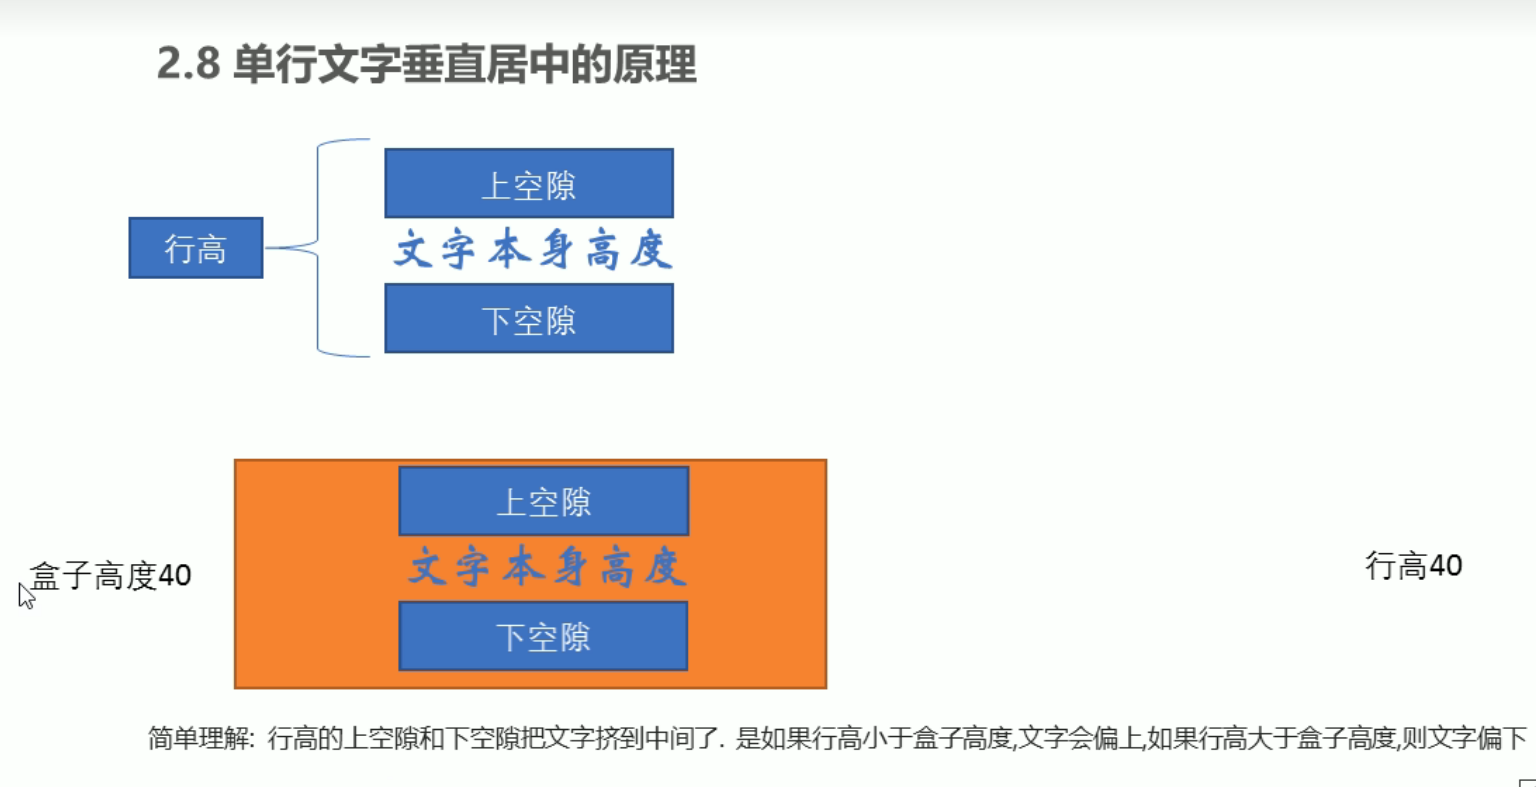 2.8 单行文字垂直居中的原理
上空隙
行高
文字本身高度
下空隙
上空隙
盒子高度40
文字本身高度
行高40
下空隙
简单理解: 行高的上空隙和下空隙把文字挤到中间了. 是如果行高小于盒子高度,文字会偏上,如果行高大于盒子高度,则文字偏下